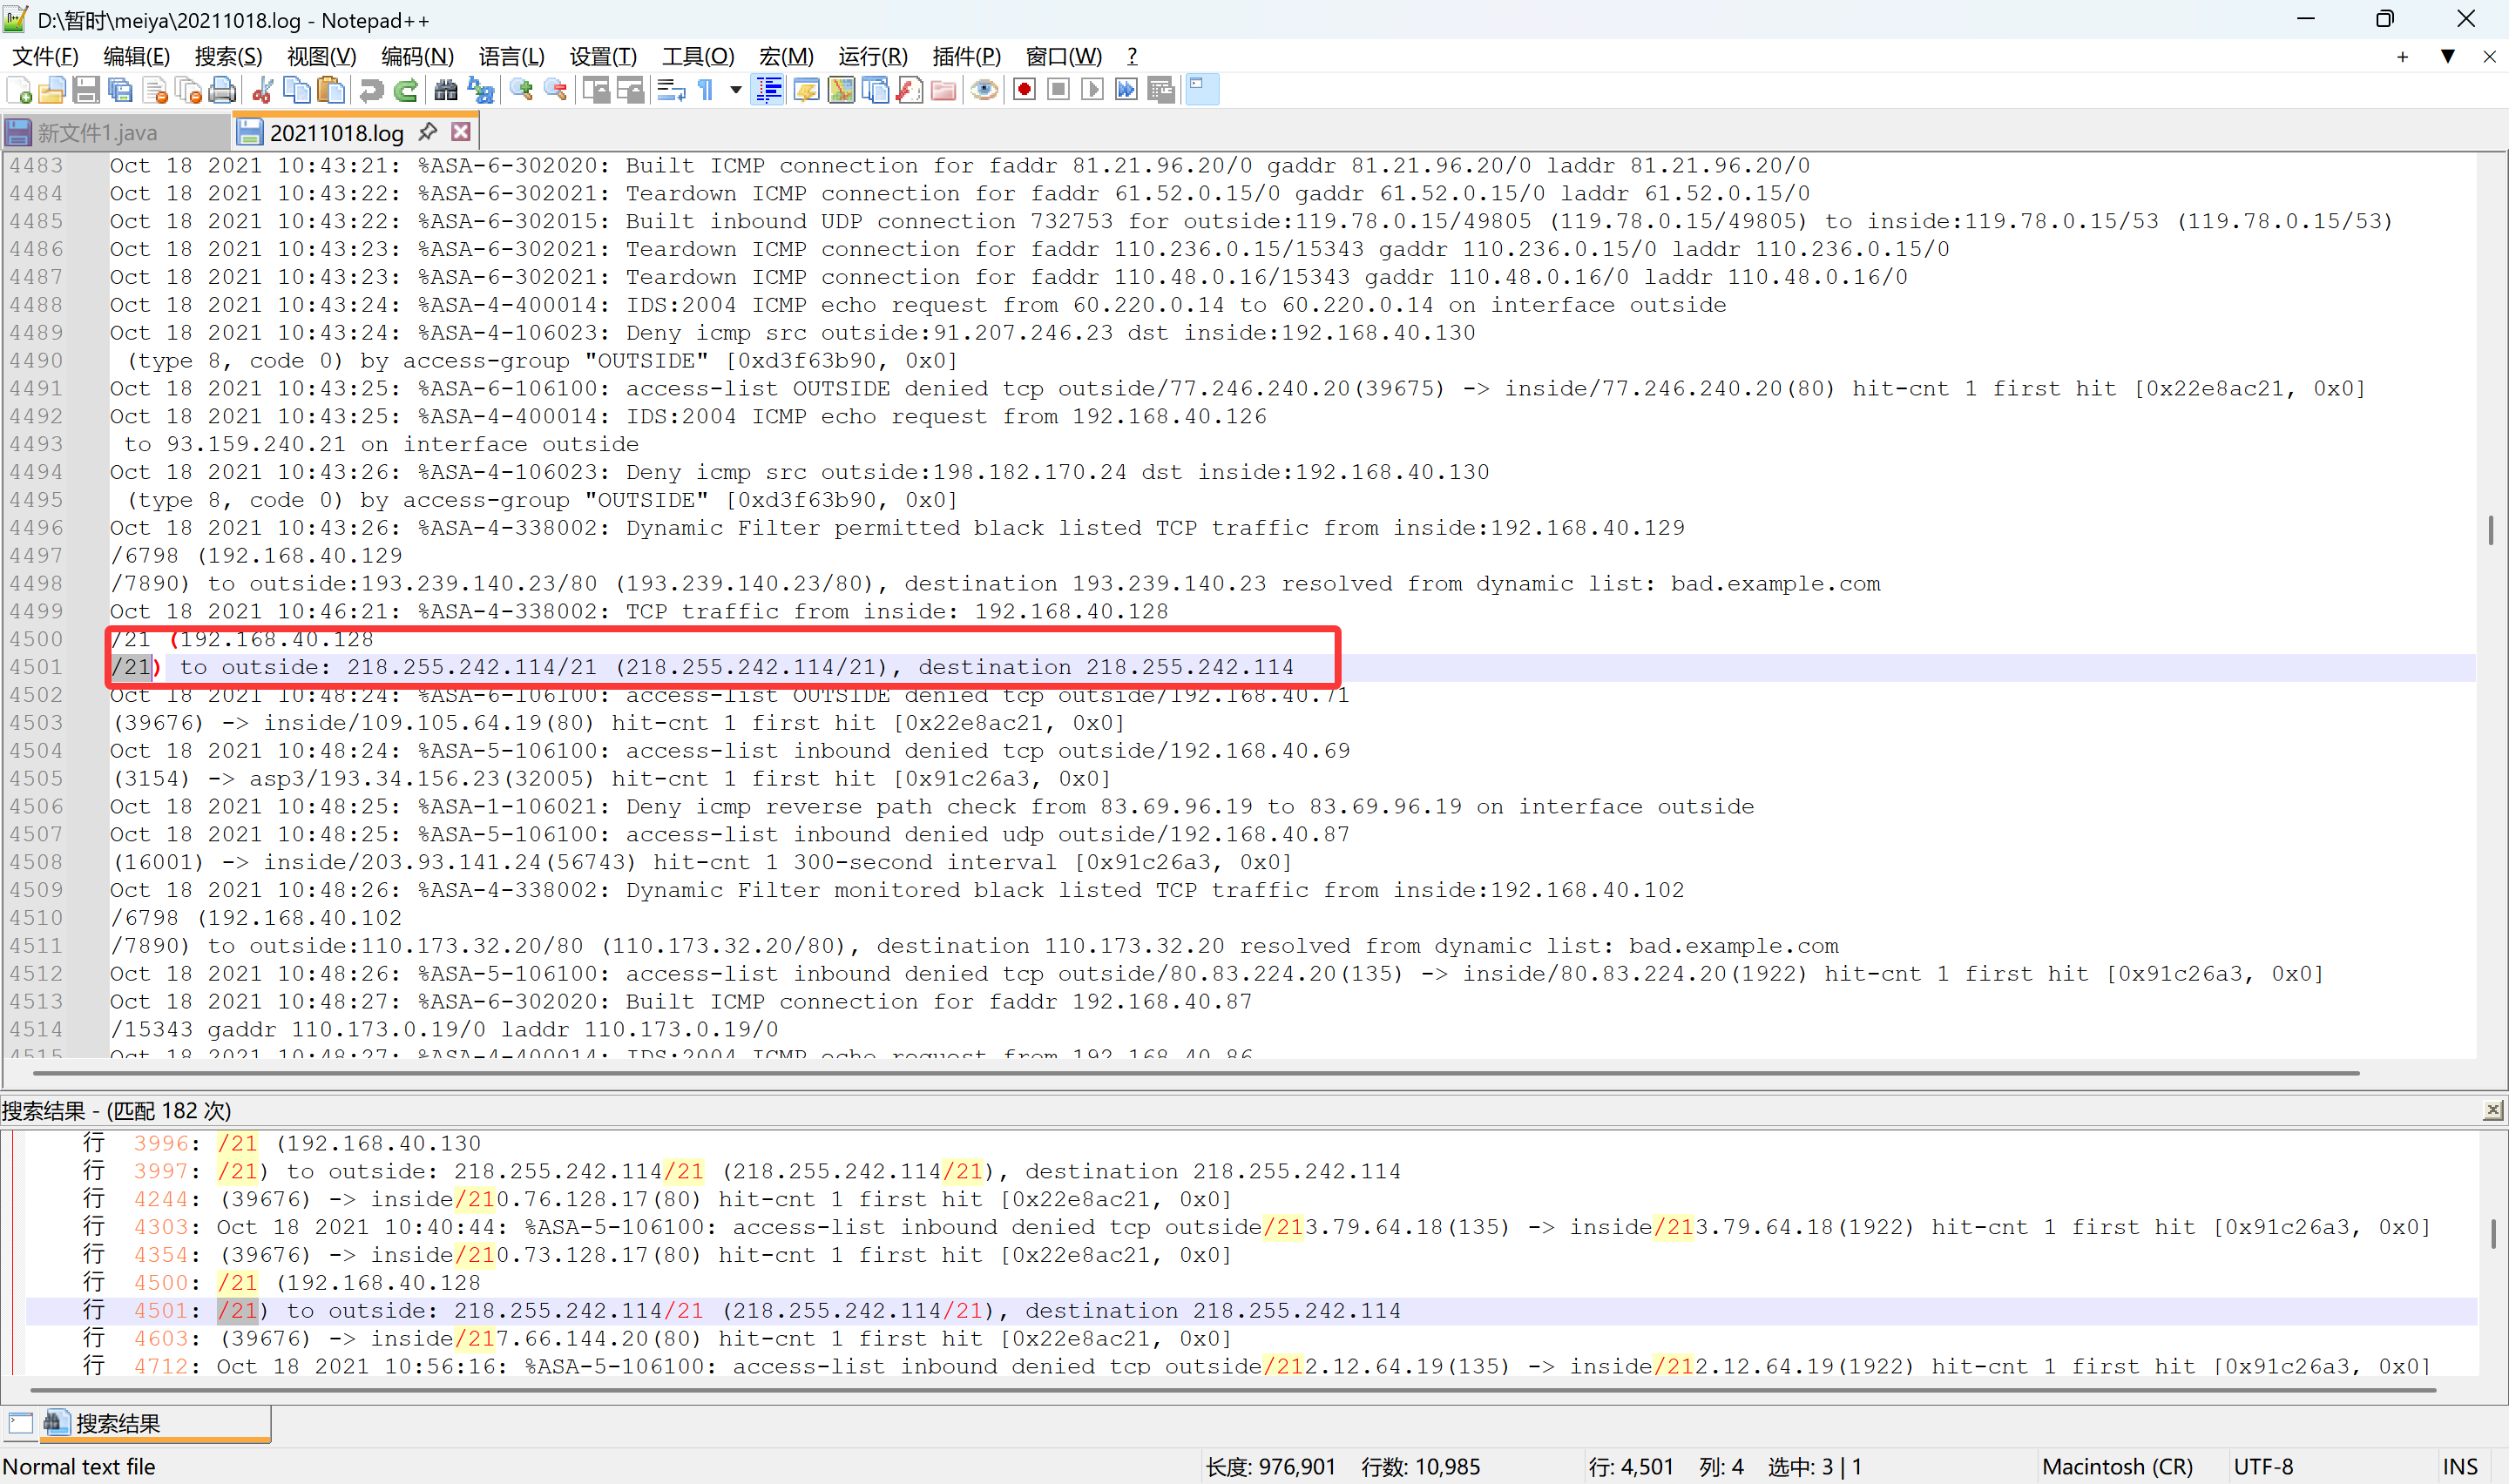 D:\暂时\meiya\20211018.log - Notepad++
文件(F) 编辑(E) 搜索(S) 视图(V) 编码(N) 语言(L) 设置(T) 工具(O) 宏(M) 运行(R) 插件(P) 窗口(W) ?
新文件1.java 20211018.log
4483 Oct 18 2021 10:43:21: %ASA-6-302020: Built ICMP connection for faddr 81.21.96.20/0 gaddr 81.21.96.20/0 laddr 81.21.96.20/0
4484 Oct 18 2021 10:43:22: %ASA-6-302021: Teardown ICMP connection for faddr 61.52.0.15/0 gaddr 61.52.0.15/0 laddr 61.52.0.15/0
4485 Oct 18 2021 10:43:22: %ASA-6-302015: Built inbound UDP connection 732753 for outside:119.78.0.15/49805 (119.78.0.15/49805) to inside:119.78.0.15/53 (119.78.0.15/53)
4486 Oct 18 2021 10:43:23: %ASA-6-302021: Teardown ICMP connection for faddr 110.236.0.15/15343 gaddr 110.236.0.15/0 laddr 110.236.0.15/0
4487 Oct 18 2021 10:43:23: %ASA-6-302021: Teardown ICMP connection for faddr 110.48.0.16/15343 gaddr 110.48.0.16/0 laddr 110.48.0.16/0
4488 Oct 18 2021 10:43:24: %ASA-4-400014: IDS:2004 ICMP echo request from 60.220.0.14 to 60.220.0.14 on interface outside
4489 Oct 18 2021 10:43:24: %ASA-4-106023: Deny icmp src outside:91.207.246.23 dst inside:192.168.40.130
4490 (type 8, code 0) by access-group "OUTSIDE" [0xd3f63b90, 0x0]
4491 Oct 18 2021 10:43:25: %ASA-6-106100: access-list OUTSIDE denied tcp outside/77.246.240.20(39675) -> inside/77.246.240.20(80) hit-cnt 1 first hit [0x22e8ac21, 0x0]
4492 Oct 18 2021 10:43:25: %ASA-4-400014: IDS:2004 ICMP echo request from 192.168.40.126
4493 to 93.159.240.21 on interface outside
4494 Oct 18 2021 10:43:26: %ASA-4-106023: Deny icmp src outside:198.182.170.24 dst inside:192.168.40.130
4495 (type 8, code 0) by access-group "OUTSIDE" [0xd3f63b90, 0x0]
4496 Oct 18 2021 10:43:26: %ASA-4-338002: Dynamic Filter permitted black listed TCP traffic from inside:192.168.40.129
4497 /6798 (192.168.40.129
4498 /7890) to outside:193.239.140.23/80 (193.239.140.23/80), destination 193.239.140.23 resolved from dynamic list: bad.example.com
4499 Oct 18 2021 10:46:21: %ASA-4-338002: TCP traffic from inside: 192.168.40.128
4500 /21 (192.168.40.128
4501 /21) to outside: 218.255.242.114/21 (218.255.242.114/21), destination 218.255.242.114
4502 Oct 18 2021 10:48:24: %ASA-6-106100: access-list OUTSIDE denied tcp outside/192.168.40.71
4503 (39676) -> inside/109.105.64.19(80) hit-cnt 1 first hit [0x22e8ac21, 0x0]
4504 Oct 18 2021 10:48:24: %ASA-5-106100: access-list inbound denied tcp outside/192.168.40.69
4505 (3154) -> asp3/193.34.156.23(32005) hit-cnt 1 first hit [0x91c26a3, 0x0]
4506 Oct 18 2021 10:48:25: %ASA-1-106021: Deny icmp reverse path check from 83.69.96.19 to 83.69.96.19 on interface outside
4507 Oct 18 2021 10:48:25: %ASA-5-106100: access-list inbound denied udp outside/192.168.40.87
4508 (16001) -> inside/203.93.141.24(56743) hit-cnt 1 300-second interval [0x91c26a3, 0x0]
4509 Oct 18 2021 10:48:26: %ASA-4-338002: Dynamic Filter monitored black listed TCP traffic from inside:192.168.40.102
4510 /6798 (192.168.40.102
4511 /7890) to outside:110.173.32.20/80 (110.173.32.20/80), destination 110.173.32.20 resolved from dynamic list: bad.example.com
4512 Oct 18 2021 10:48:26: %ASA-5-106100: access-list inbound denied tcp outside/80.83.224.20(135) -> inside/80.83.224.20(1922) hit-cnt 1 first hit [0x91c26a3, 0x0]
4513 Oct 18 2021 10:48:27: %ASA-6-302020: Built ICMP connection for faddr 192.168.40.87
4514 /15343 gaddr 110.173.0.19/0 laddr 110.173.0.19/0
4515 Oct 18 2021 10:48:27: %ASA-4-400014: IDS:2004 ICMP echo request from 192.168.40.86
搜索结果 - (匹配 182 次)
行 3996: /21 (192.168.40.130
行 3997: /21) to outside: 218.255.242.114/21 (218.255.242.114/21), destination 218.255.242.114
行 4244: (39676) -> inside/210.76.128.17(80) hit-cnt 1 first hit [0x22e8ac21, 0x0]
行 4303: Oct 18 2021 10:40:44: %ASA-5-106100: access-list inbound denied tcp outside/213.79.64.18(135) -> inside/213.79.64.18(1922) hit-cnt 1 first hit [0x91c26a3, 0x0]
行 4354: (39676) -> inside/210.73.128.17(80) hit-cnt 1 first hit [0x22e8ac21, 0x0]
行 4500: /21 (192.168.40.128
行 4501: /21) to outside: 218.255.242.114/21 (218.255.242.114/21), destination 218.255.242.114
行 4603: (39676) -> inside/217.66.144.20(80) hit-cnt 1 first hit [0x22e8ac21, 0x0]
行 4712: Oct 18 2021 10:56:16: %ASA-5-106100: access-list inbound denied tcp outside/212.12.64.19(135) -> inside/212.12.64.19(1922) hit-cnt 1 first hit [0x91c26a3, 0x0]
搜索结果
Normal text file 长度: 976,901 行数: 10,985 行: 4,501 列: 4 选中: 3 | 1 Macintosh (CR) UTF-8 INS